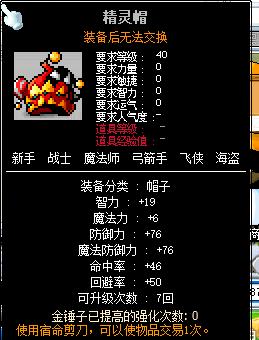 精灵帽
装备后无法交换
要求等级: 40
要求力量: 0
要求敏捷: 0
要求智力: 0
要求运气: 0
要求人气度: -
道具等级: -
道具经验值: -
新手 战士 魔法师 弓箭手 飞侠 海盗
装备分类 : 帽子
智力 : +19
魔法力 : +6
防御力 : +76
魔法防御力 : +76
命中率 : +46
回避率 : +50
可升级次数 : 7回
金锤子已提高的强化次数: 0
使用宿命剪刀，可以使物品交易1次。